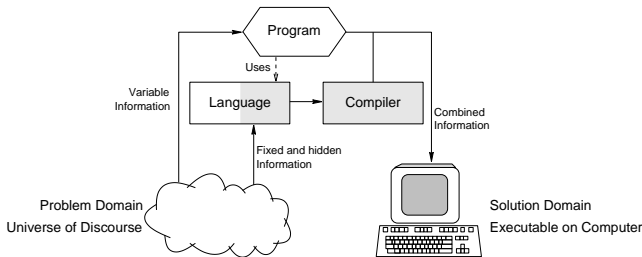 Program
Uses
Variable
Information
Language
Compiler
Combined
Information
Fixed and hidden
Information
Problem Domain
Universe of Discourse
Solution Domain
Executable on Computer